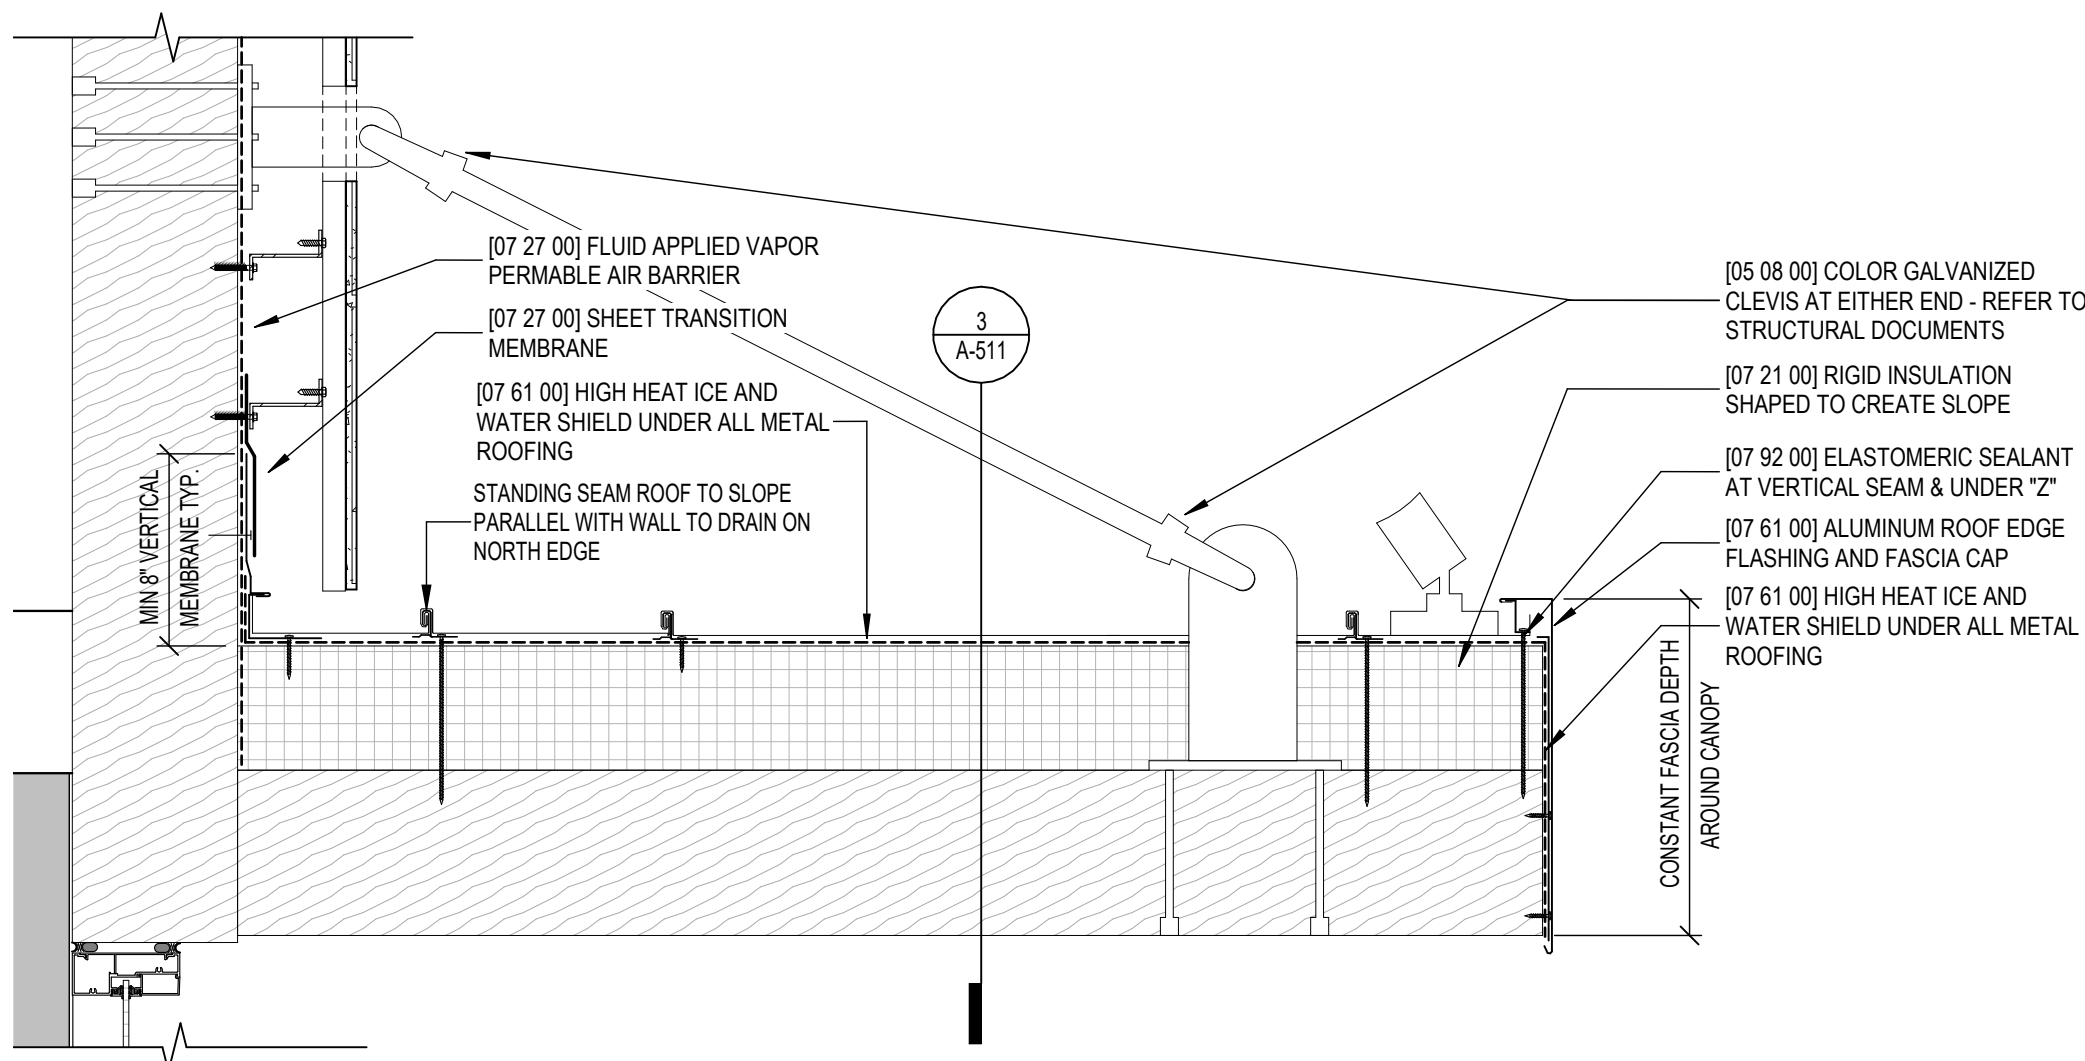 [07 27 00] FLUID APPLIED VAPOR
PERMABLE AIR BARRIER
[07 27 00] SHEET TRANSITION
MEMBRANE
[07 61 00] HIGH HEAT ICE AND
WATER SHIELD UNDER ALL METAL
ROOFING
STANDING SEAM ROOF TO SLOPE
PARALLEL WITH WALL TO DRAIN ON
NORTH EDGE
MIN 8" VERTICAL
MEMBRANE TYP.
3
A-511
[05 08 00] COLOR GALVANIZED
CLEVIS AT EITHER END - REFER TO
STRUCTURAL DOCUMENTS
[07 21 00] RIGID INSULATION
SHAPED TO CREATE SLOPE
[07 92 00] ELASTOMERIC SEALANT
AT VERTICAL SEAM & UNDER "Z"
[07 61 00] ALUMINUM ROOF EDGE
FLASHING AND FASCIA CAP
[07 61 00] HIGH HEAT ICE AND
WATER SHIELD UNDER ALL METAL
ROOFING
CONSTANT FASCIA DEPTH
AROUND CANOPY